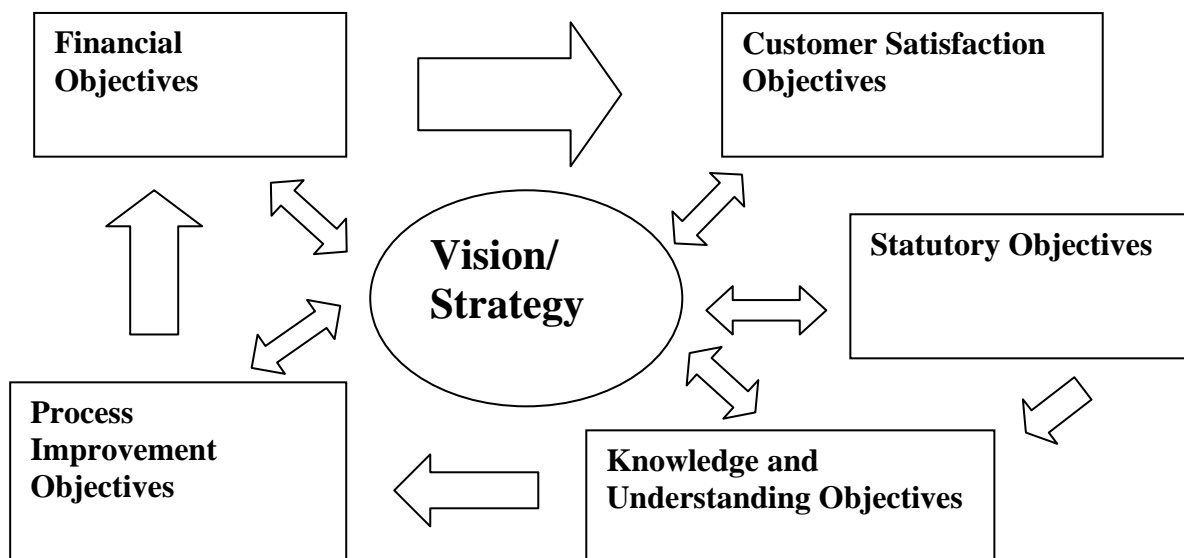 Financial
Objectives
Customer Satisfaction
Objectives
Vision/
Strategy
Statutory Objectives
Process
Improvement
Objectives
Knowledge and
Understanding Objectives